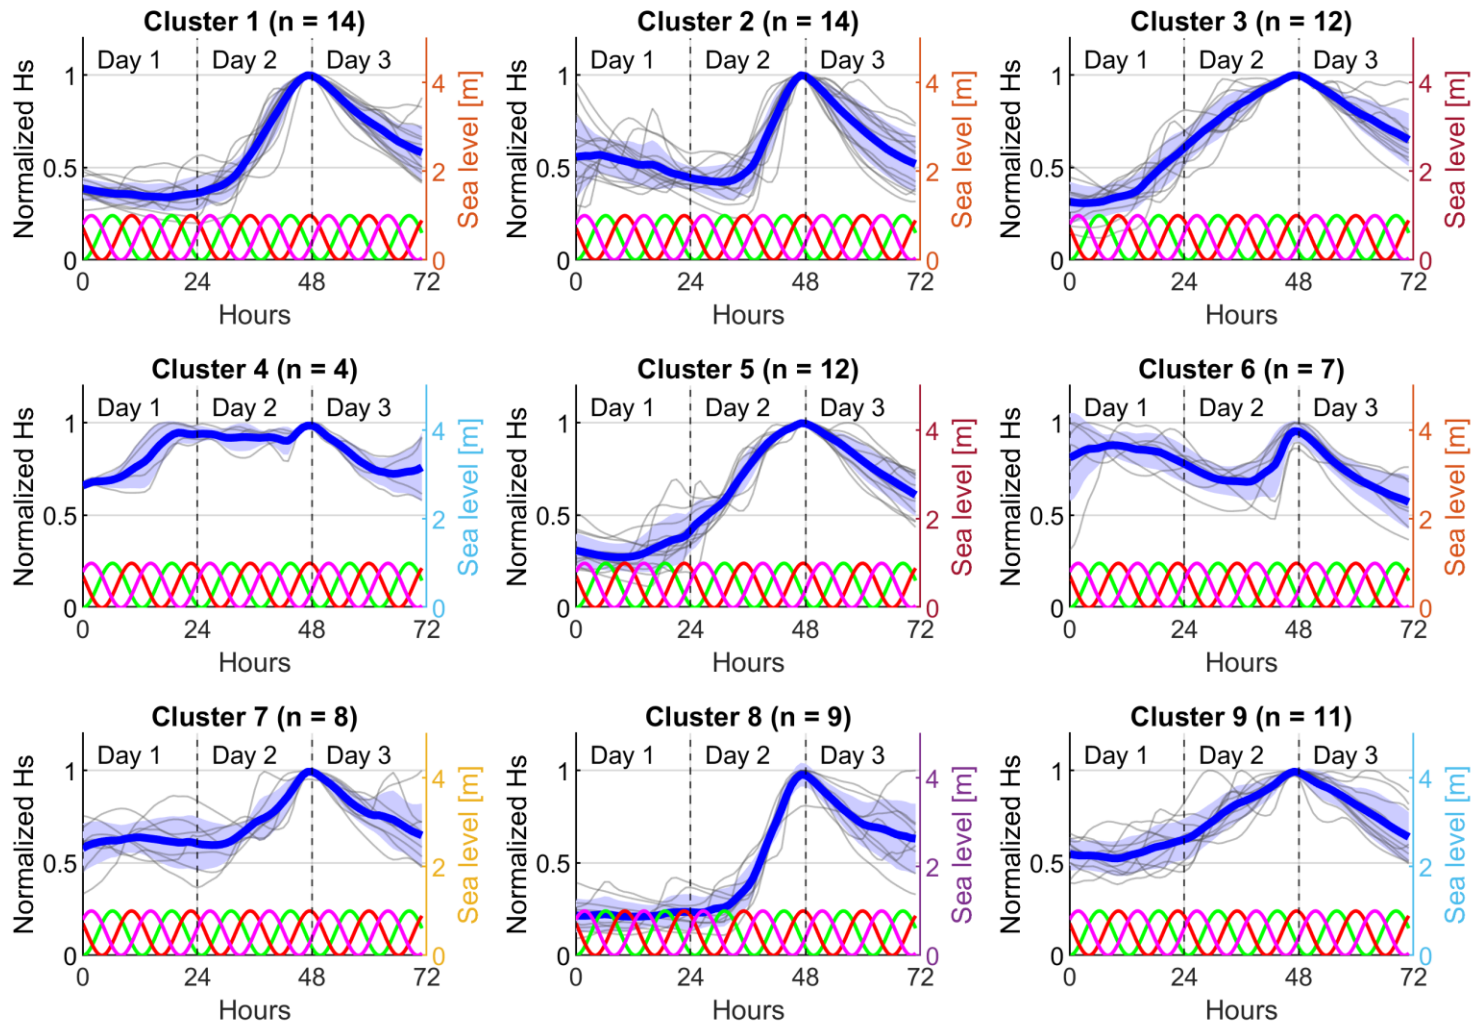 Cluster 1 (n = 14)
Day 1 Day 2 Day 3
Normalized Hs
1
0.5
0
Sea level [m]
4
2
0
0 24 48 72
Hours
Cluster 2 (n = 14)
Day 1 Day 2 Day 3
Normalized Hs
1
0.5
0
Sea level [m]
4
2
0
0 24 48 72
Hours
Cluster 3 (n = 12)
Day 1 Day 2 Day 3
Normalized Hs
1
0.5
0
Sea level [m]
4
2
0
0 24 48 72
Hours
Cluster 4 (n = 4)
Day 1 Day 2 Day 3
Normalized Hs
1
0.5
0
Sea level [m]
4
2
0
0 24 48 72
Hours
Cluster 5 (n = 12)
Day 1 Day 2 Day 3
Normalized Hs
1
0.5
0
Sea level [m]
4
2
0
0 24 48 72
Hours
Cluster 6 (n = 7)
Day 1 Day 2 Day 3
Normalized Hs
1
0.5
0
Sea level [m]
4
2
0
0 24 48 72
Hours
Cluster 7 (n = 8)
Day 1 Day 2 Day 3
Normalized Hs
1
0.5
0
Sea level [m]
4
2
0
0 24 48 72
Hours
Cluster 8 (n = 9)
Day 1 Day 2 Day 3
Normalized Hs
1
0.5
0
Sea level [m]
4
2
0
0 24 48 72
Hours
Cluster 9 (n = 11)
Day 1 Day 2 Day 3
Normalized Hs
1
0.5
0
Sea level [m]
4
2
0
0 24 48 72
Hours